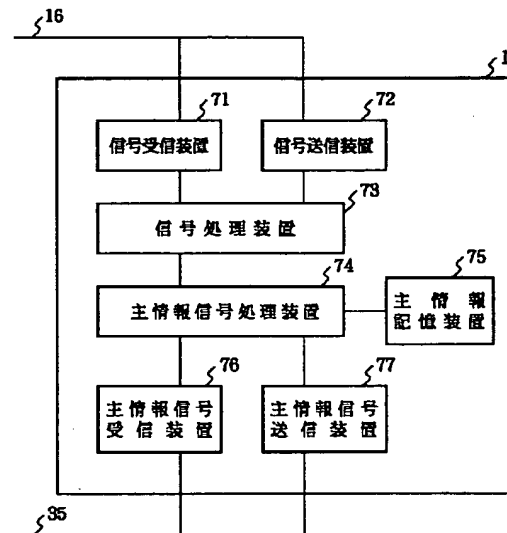 16
1
71
72
信号受信装置
信号送信装置
73
信号処理装置
74
75
主情報信号処理装置
主情報
記憶装置
76
77
主情報信号
受信装置
主情報信号
送信装置
35